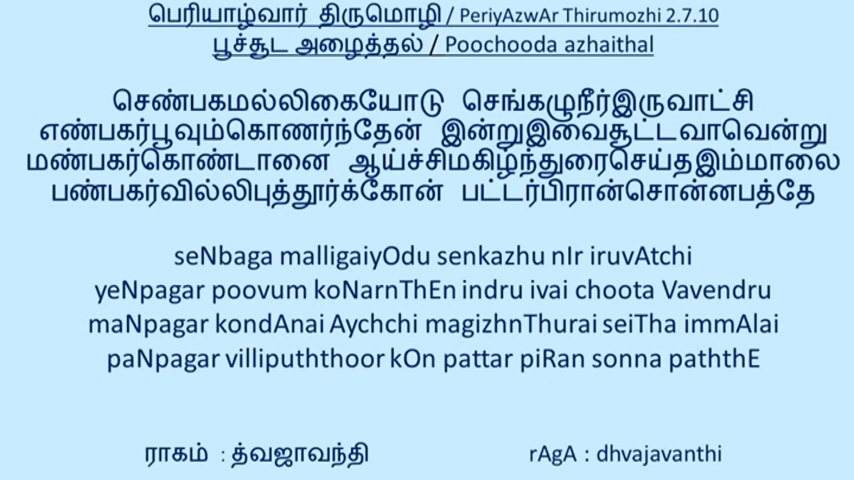 பெரியாழ்வார் திருமொழி / PeriyAzwAr Thirumozhi 2.7.10
பூச்சூட அழைத்தல் / Poochooda azhaithal
செண்பகமல்லிகையோடு செங்கழுநீர்இருவாட்சி
எண்பகர்பூவும்கொணர்ந்தேன் இன்றுஇவைசூட்டவாவென்று
மண்பகர்கொண்டானை ஆய்ச்சிமகிழ்ந்துரைசெய்தஇம்மாலை
பண்பகர்வில்லிபுத்தூர்க்கோன் பட்டர்பிரான்சொன்னபத்தே
seNbaga malligaiyOdu senkazhu nIr iruvAtchi
yeNpagar poovum koNarnThEn indru ivai choota Vavendru
maNpagar kondAnai Aychchi magizhnThurai seiTha immAlai
paNpagar villipuththoor kOn pattar piRan sonna paththE
ராகம் : த்வஜாவந்தி rAgA : dhvajavanthi